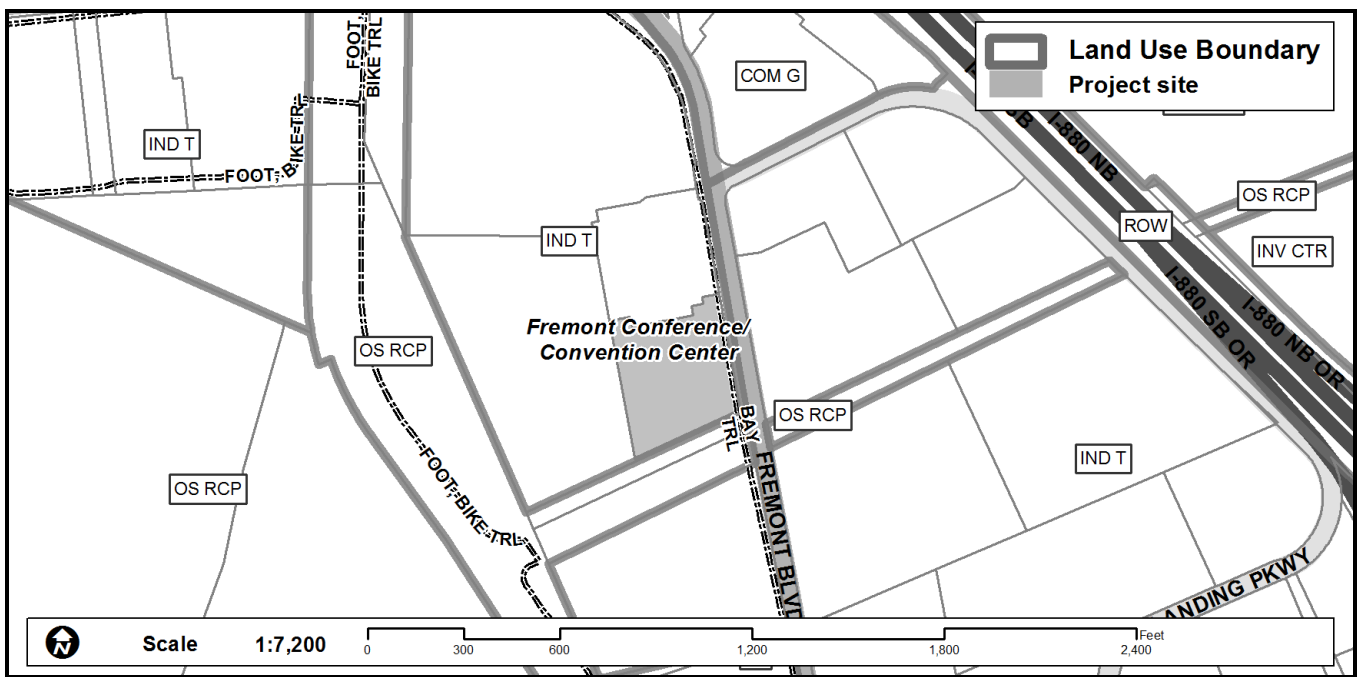 FOOT,
BIKE TRL
COM G
Land Use Boundary
Project site
IND T
FOOT, BIKE TRL
I-880 NB
OS RCP
ROW
INV CTR
IND T
I-880 SB OR
I-880 NB OR
Fremont Conference/
Convention Center
OS RCP
BAY
TRL
FREMONT BLVD
OS RCP
IND T
OS RCP
FOOT, BIKE TRL
ANDING PKWY
Scale 1:7,200
0 300 600 1,200 1,800 2,400 Feet